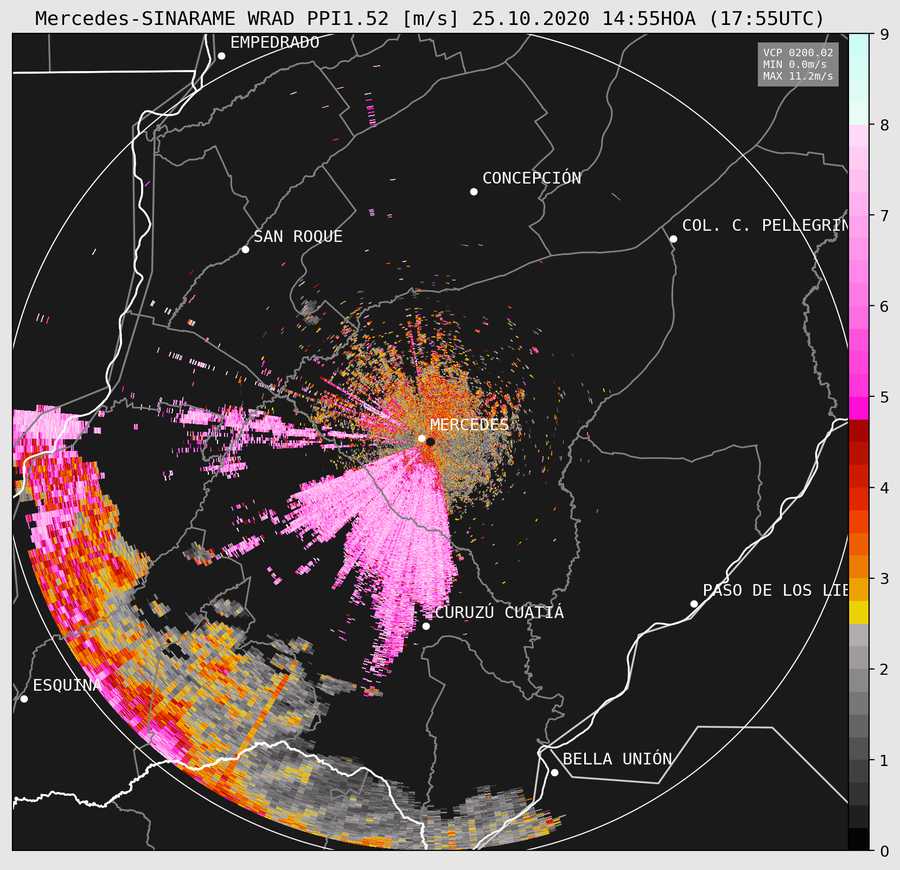 Mercedes-SINARAME WRAD PPI1.52 [m/s] 25.10.2020 14:55HOA (17:55UTC)
EMPEDRADO
VCP 0200.02
MIN 0.0m/s
MAX 11.2m/s
CONCEPCIÓN
SAN ROQUE
COL. C. PELLEGRIN
MERCEDES
PASO DE LOS LIB
CURUZÚ CUATIÁ
ESQUINA
BELLA UNIÓN
9
8
7
6
5
4
3
2
1
0